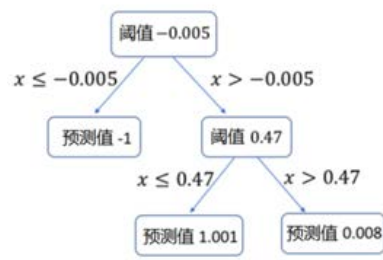 阈值 −0.005
x ≤ −0.005
x > −0.005
预测值 -1
阈值 0.47
x ≤ 0.47
x > 0.47
预测值 1.001
预测值 0.008